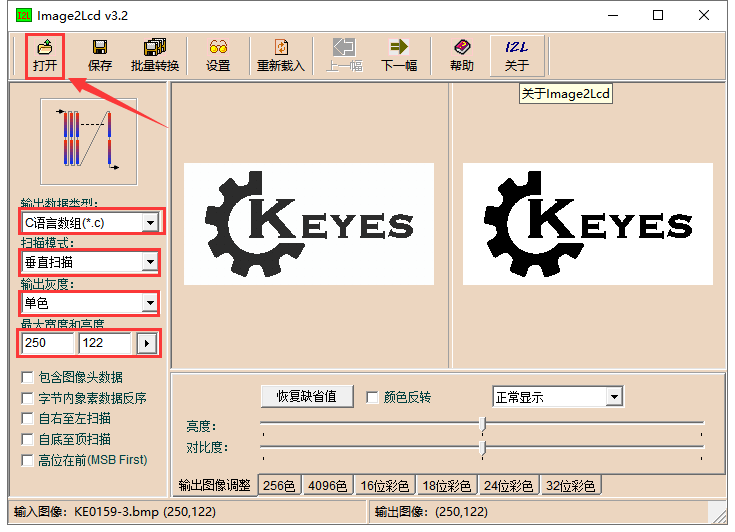 I2L Image2Lcd v3.2
打开 保存 批量转换 设置 重新载入 上一幅 下一幅 帮助 I2L 关于
关于Image2Lcd
输出数据类型:
C语言数组(*.c)
扫描模式:
垂直扫描
输出灰度:
单色
最大宽度和高度
250 122
包含图像头数据
字节内象素数据反序
自右至左扫描
自底至顶扫描
高位在前(MSB First)
KEYES
KEYES
恢复缺省值 颜色反转 正常显示
亮度:
对比度:
输出图像调整 256色 4096色 16位彩色 18位彩色 24位彩色 32位彩色
输入图像: KE0159-3.bmp (250,122) 输出图像: (250,122)